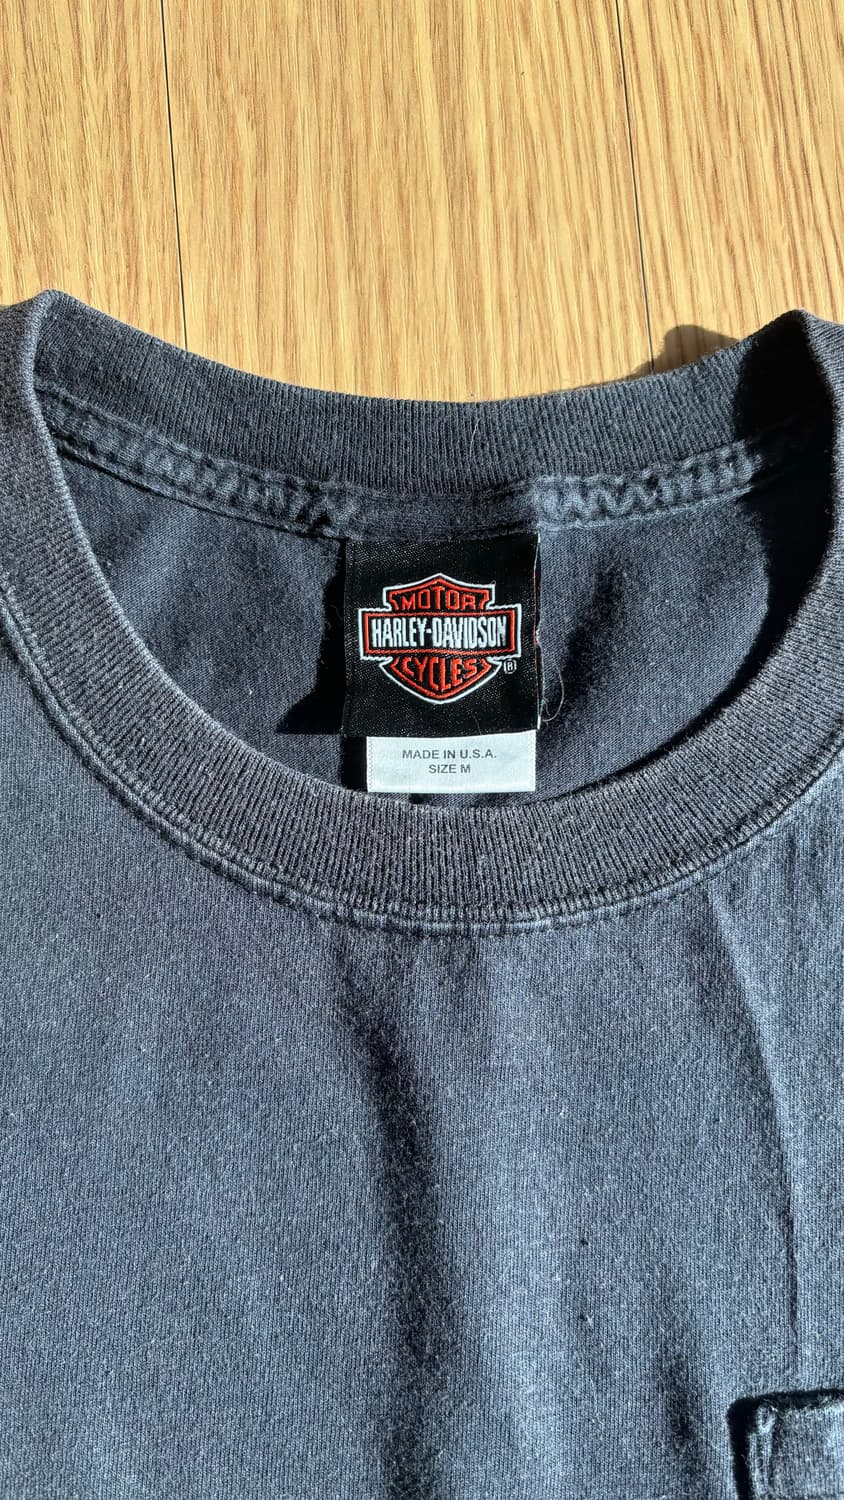 MOTOR
HARLEY-DAVIDSON
CYCLES ®
MADE IN U.S.A.
SIZE M